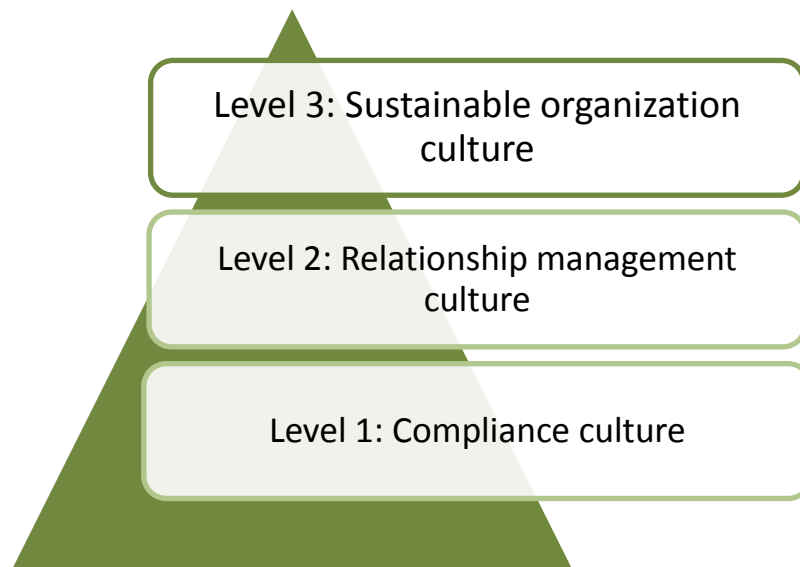 Level 3: Sustainable organization
culture
Level 2: Relationship management
culture
Level 1: Compliance culture